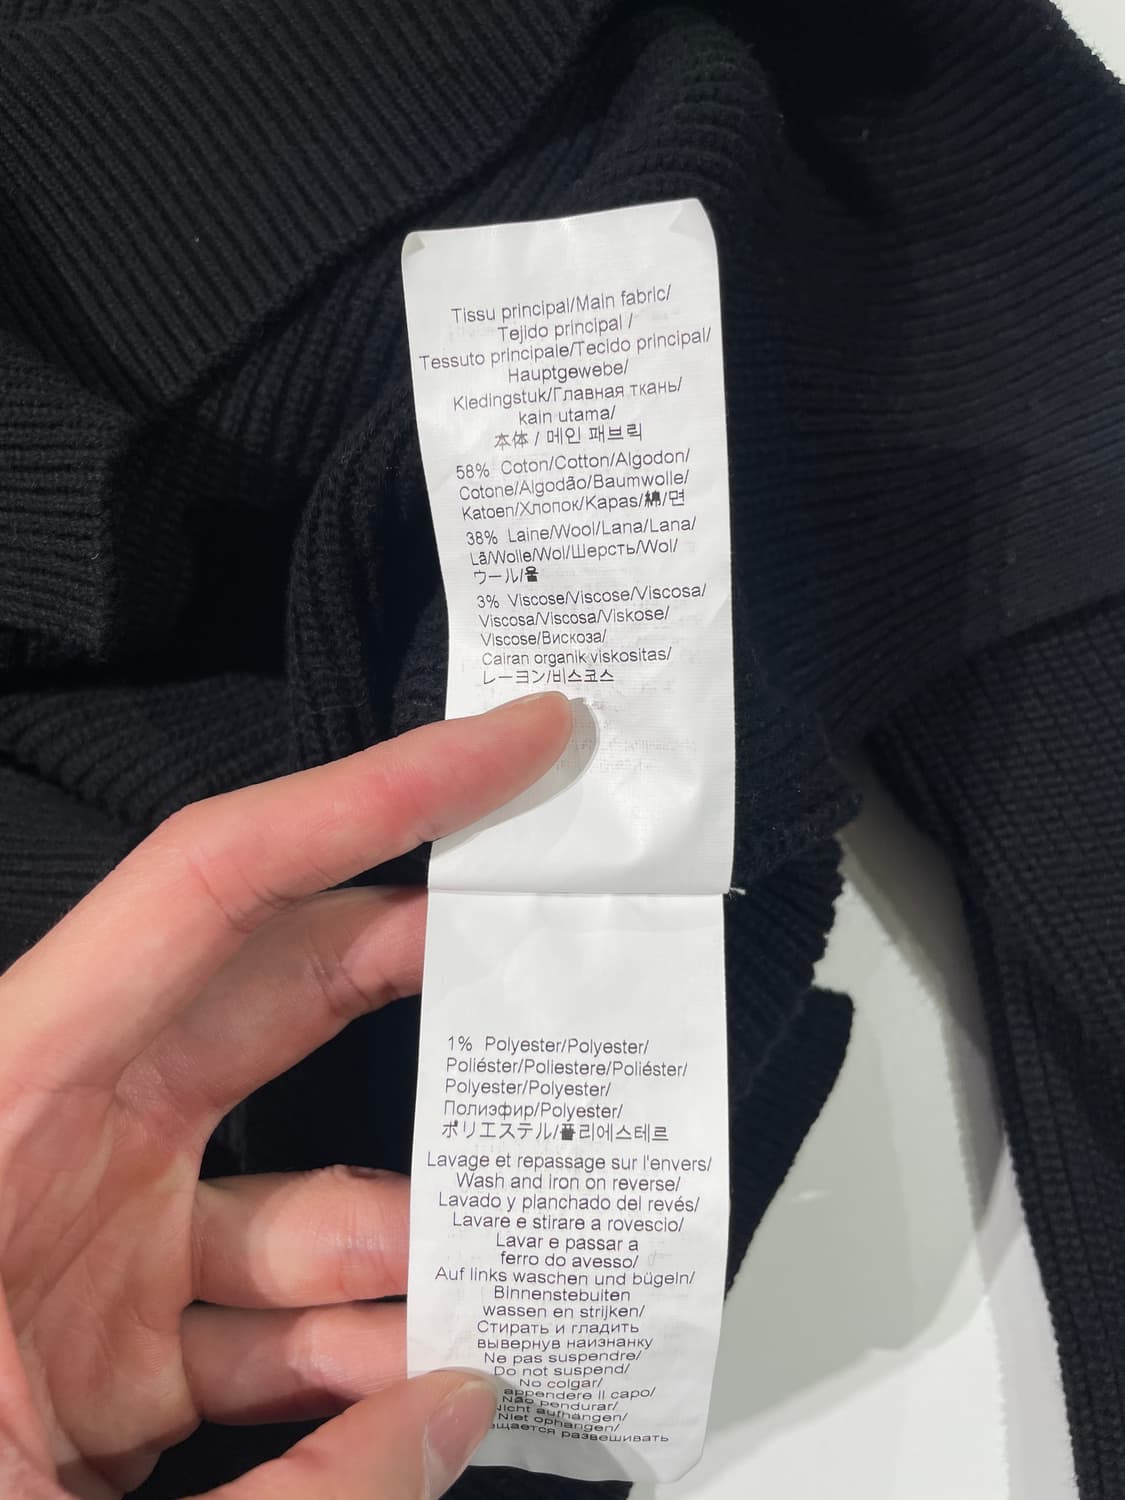 Tissu principal/Main fabric/
Tejido principal /
Tessuto principale/Tecido principal/
Hauptgewebe/
Kledingstuk/Главная ткань/
kain utama/
本体 / 메인 패브릭
58% Coton/Cotton/Algodon/
Cotone/Algodão/Baumwolle/
Katoen/Хлопок/Kapas/綿/면
38% Laine/Wool/Lana/Lana/
Lã/Wolle/Wol/Шерсть/Wol/
ウール/울
3% Viscose/Viscose/Viscosa/
Viscosa/Viscosa/Viskose/
Viscose/Вискоза/
Cairan organik viskositas/
レーヨン/비스코스
1% Polyester/Polyester/
Poliéster/Poliestere/Poliéster/
Polyester/Polyester/
Полиэфир/Polyester/
ポリエステル/폴리에스테르
Lavage et repassage sur l'envers/
Wash and iron on reverse/
Lavado y planchado del revés/
Lavare e stirare a rovescio/
Lavar e passar a
ferro do avesso/
Auf links waschen und bügeln/
Binnenstebuiten
wassen en strijken/
Стирать и гладить
вывернув наизнанку
Ne pas suspendre/
Do not suspend/
No colgar/
appendere il capo/
Não pendurar/
Nicht aufhängen/
Niet ophangen/
развешивать